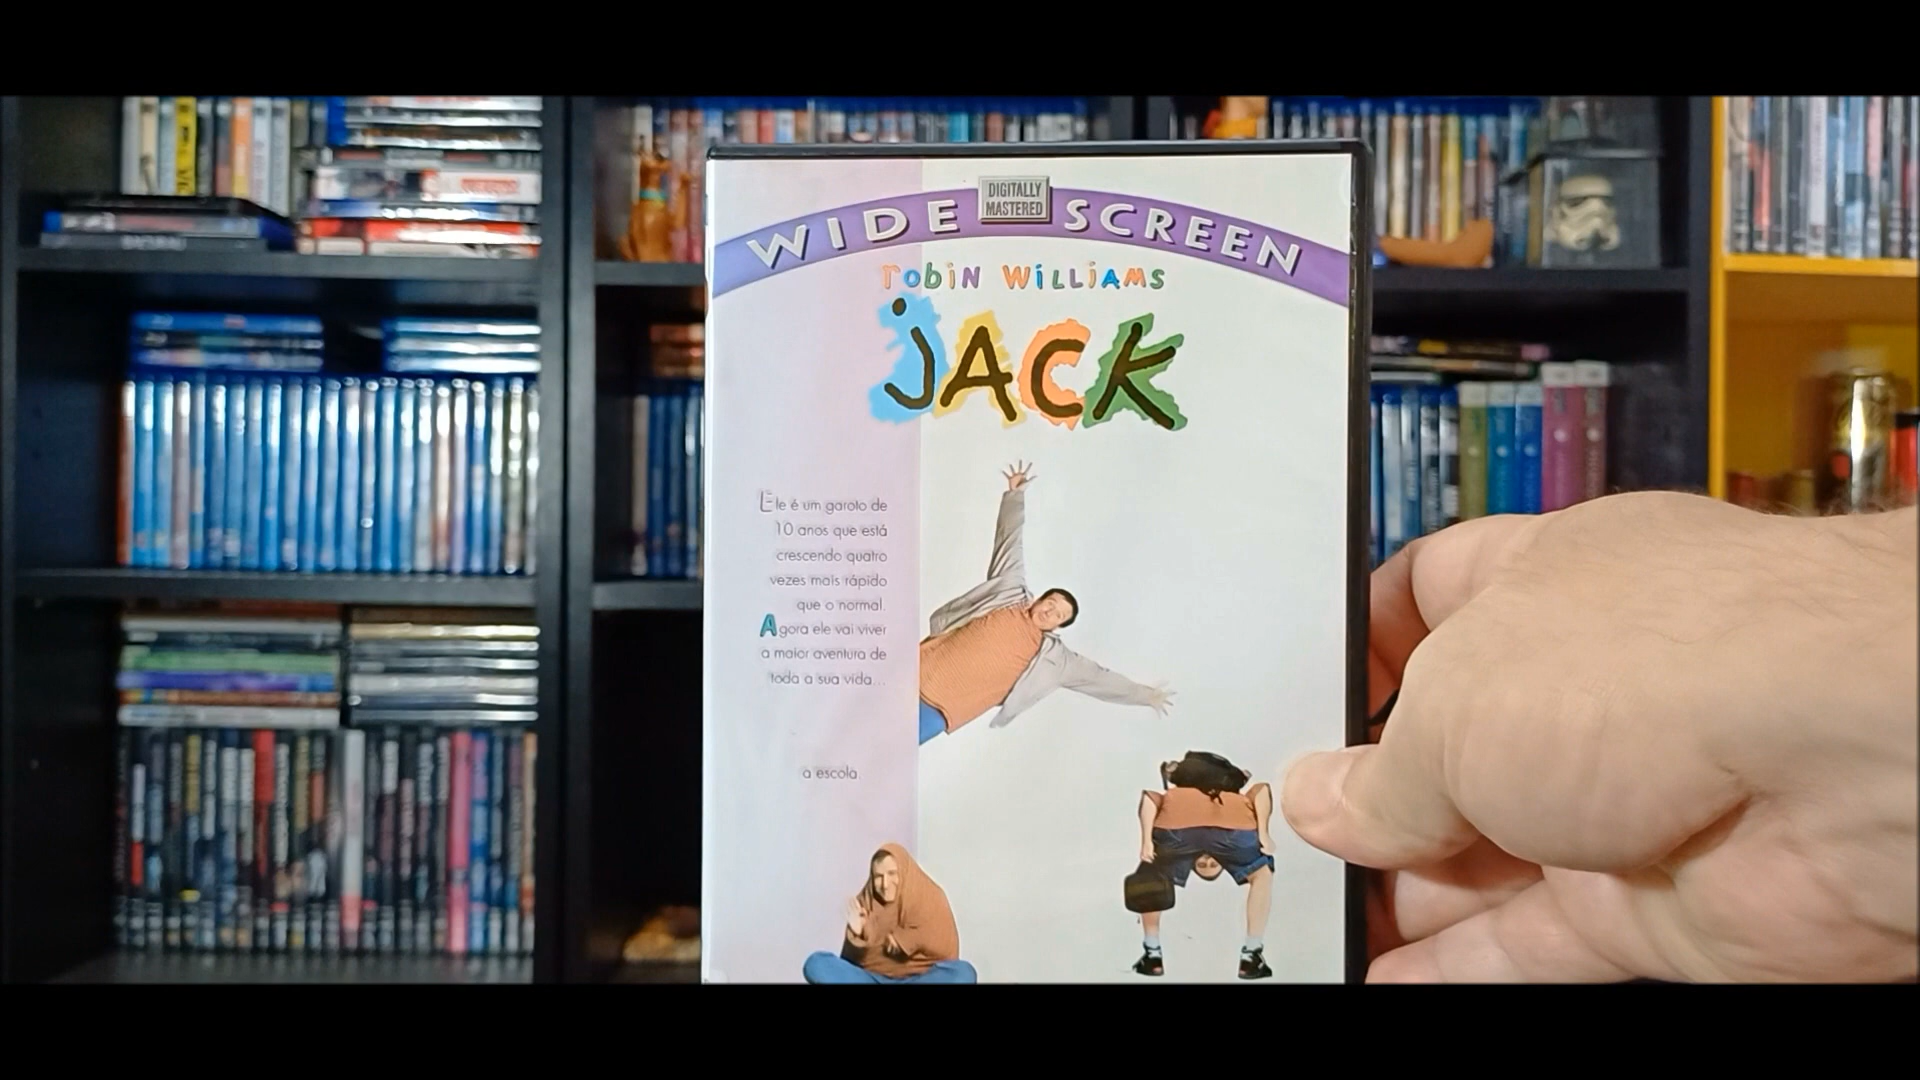 DIGITALLY
MASTERED
WIDE SCREEN
robin Williams
JACK
Ele é um garoto de
10 anos que está
crescendo quatro
vezes mais rápido
que o normal.
Agora ele vai viver
a maior aventura de
toda a sua vida...
a escola.